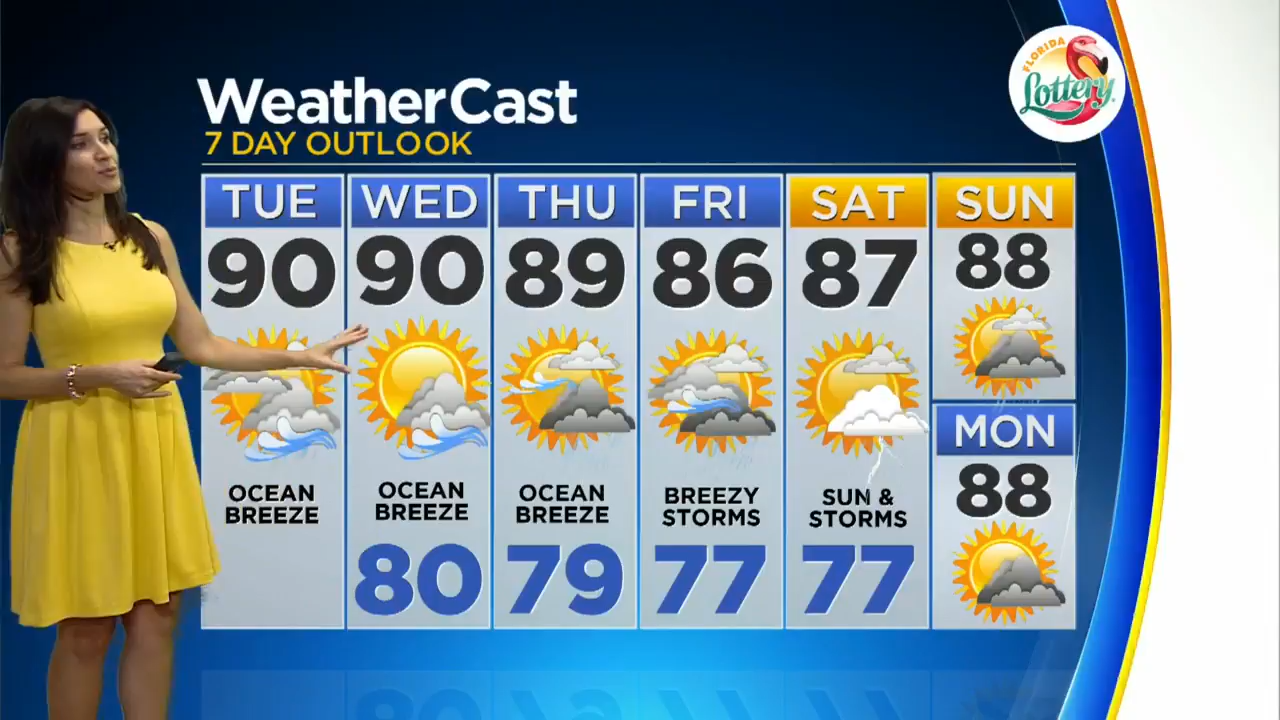 WeatherCast
7 DAY OUTLOOK
FLORIDA
Lottery
TUE
90
OCEAN
BREEZE
WED
90
OCEAN
BREEZE
80
THU
89
OCEAN
BREEZE
79
FRI
86
BREEZY
STORMS
77
SAT
87
SUN &
STORMS
77
SUN
88
MON
88